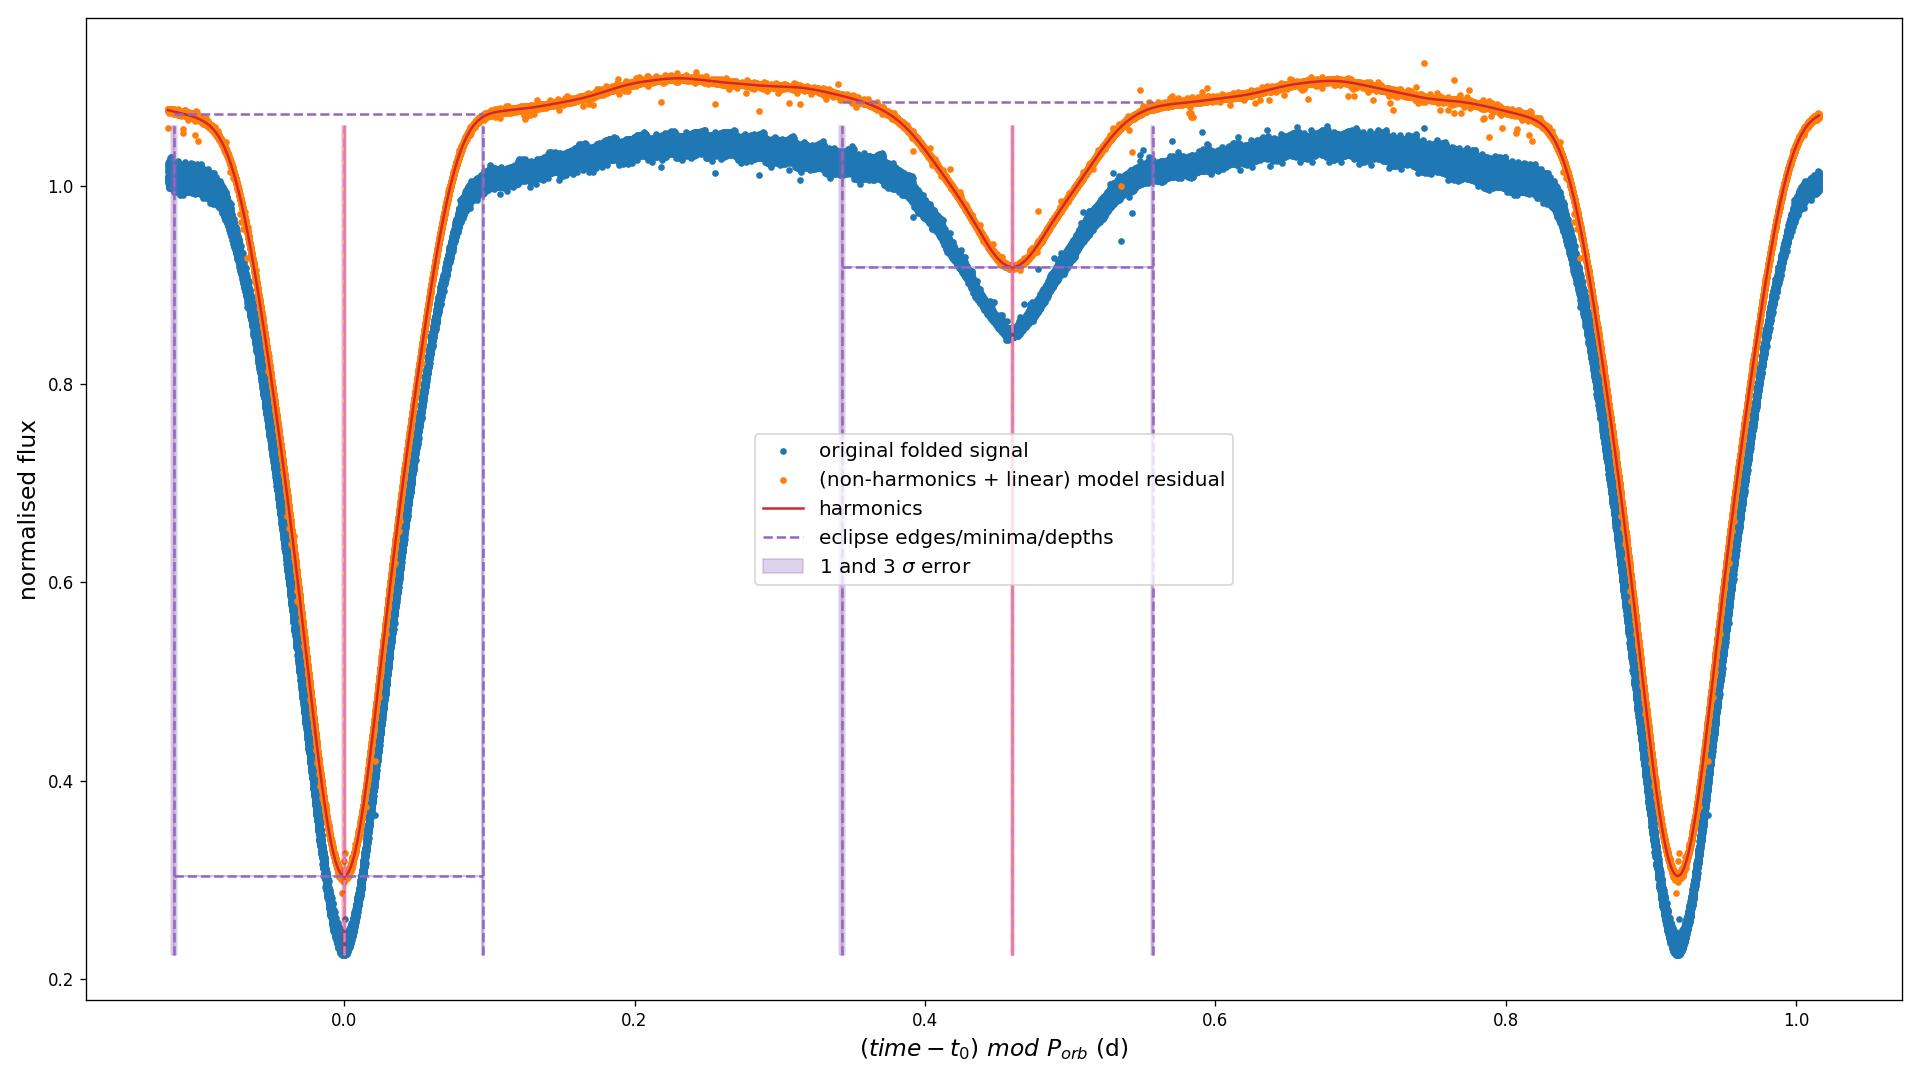 normalised flux
1.0
0.8
0.6
0.4
0.2
original folded signal
(non-harmonics + linear) model residual
harmonics
eclipse edges/minima/depths
1 and 3 σ error
0.0 0.2 0.4 0.6 0.8 1.0
(time − t₀) mod Pₒᵣb (d)